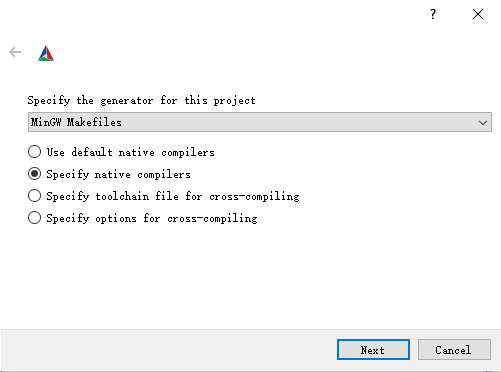 ?
Specify the generator for this project
MinGW Makefiles
Use default native compilers
Specify native compilers
Specify toolchain file for cross-compiling
Specify options for cross-compiling
Next
Cancel